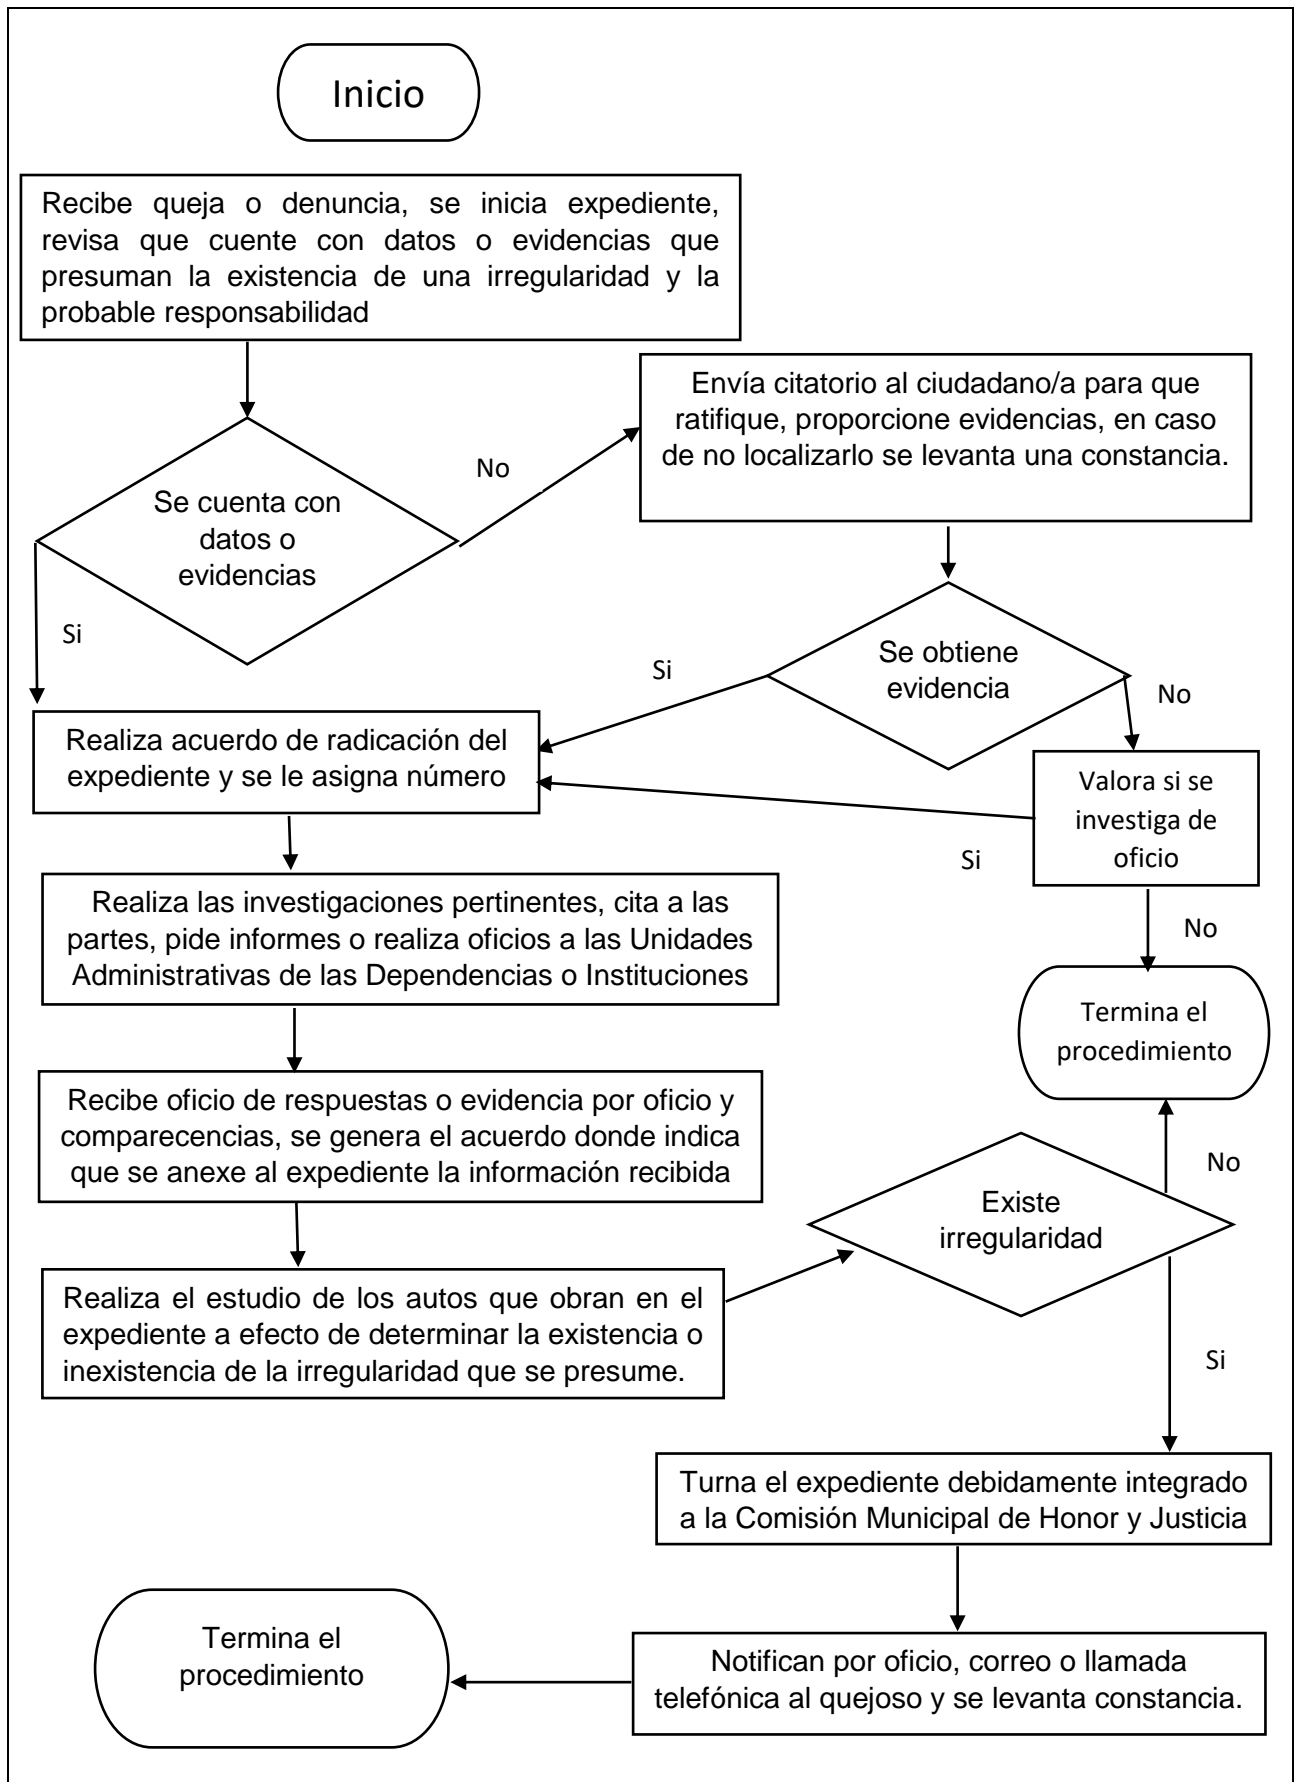 Inicio
Recibe queja o denuncia, se inicia expediente,
revisa que cuente con datos o evidencias que
presuman la existencia de una irregularidad y la
probable responsabilidad
Envía citatorio al ciudadano/a para que
ratifique, proporcione evidencias, en caso
de no localizarlo se levanta una constancia.
No
Se cuenta con
datos o
evidencias
Si
Se obtiene
evidencia
Si
No
Realiza acuerdo de radicación del
expediente y se le asigna número
Valora si se
investiga de
oficio
Si
No
Realiza las investigaciones pertinentes, cita a las
partes, pide informes o realiza oficios a las Unidades
Administrativas de las Dependencias o Instituciones
Termina el
procedimiento
Recibe oficio de respuestas o evidencia por oficio y
comparecencias, se genera el acuerdo donde indica
que se anexe al expediente la información recibida
No
Existe
irregularidad
Realiza el estudio de los autos que obran en el
expediente a efecto de determinar la existencia o
inexistencia de la irregularidad que se presume.
Si
Turna el expediente debidamente integrado
a la Comisión Municipal de Honor y Justicia
Notifican por oficio, correo o llamada
telefónica al quejoso y se levanta constancia.
Termina el
procedimiento